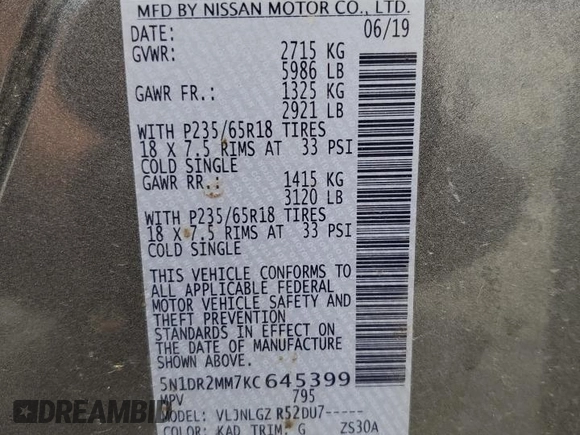 MFD BY NISSAN MOTOR CO., LTD.
DATE: 06/19
GVWR: 2715 KG
5986 LB
GAWR FR.: 1325 KG
2921 LB
WITH P235/65R18 TIRES
18 X 7.5 RIMS AT 33 PSI
COLD SINGLE
GAWR RR.: 1415 KG
3120 LB
WITH P235/65R18 TIRES
18 X 7.5 RIMS AT 33 PSI
COLD SINGLE
THIS VEHICLE CONFORMS TO
ALL APPLICABLE FEDERAL
MOTOR VEHICLE SAFETY AND
THEFT PREVENTION
STANDARDS IN EFFECT ON
THE DATE OF MANUFACTURE
SHOWN ABOVE.
5N1DR2MM7KC645399
MPV 795
MODEL: VLJNLGZ R52DU7-----
COLOR: KAD TRIM: G ZS30A
DREAMBID